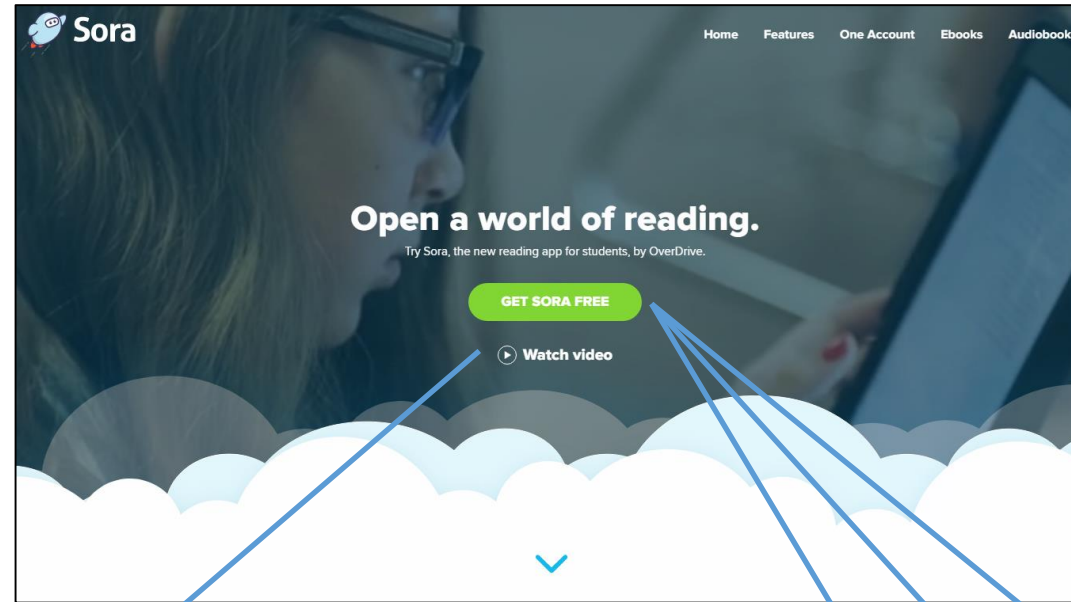 Sora
Home Features One Account Ebooks Audiobook
Open a world of reading.
Try Sora, the new reading app for students, by OverDrive.
GET SORA FREE
Watch video